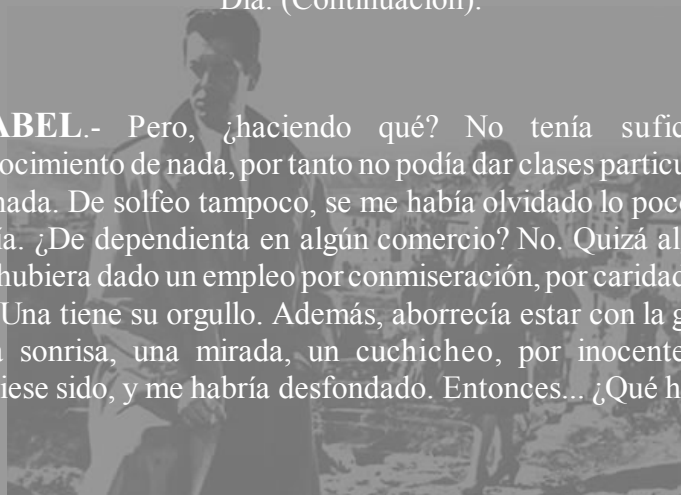 Día. (Continuación).
ABEL.- Pero, ¿haciendo qué? No tenía sufic
ocimiento de nada, por tanto no podía dar clases particu
nada. De solfeo tampoco, se me había olvidado lo poco
ía. ¿De dependienta en algún comercio? No. Quizá al
hubiera dado un empleo por conmiseración, por caridad
Una tiene su orgullo. Además, aborrecía estar con la g
a sonrisa, una mirada, un cuchicheo, por inocente
iese sido, y me habría desfondado. Entonces... ¿Qué h